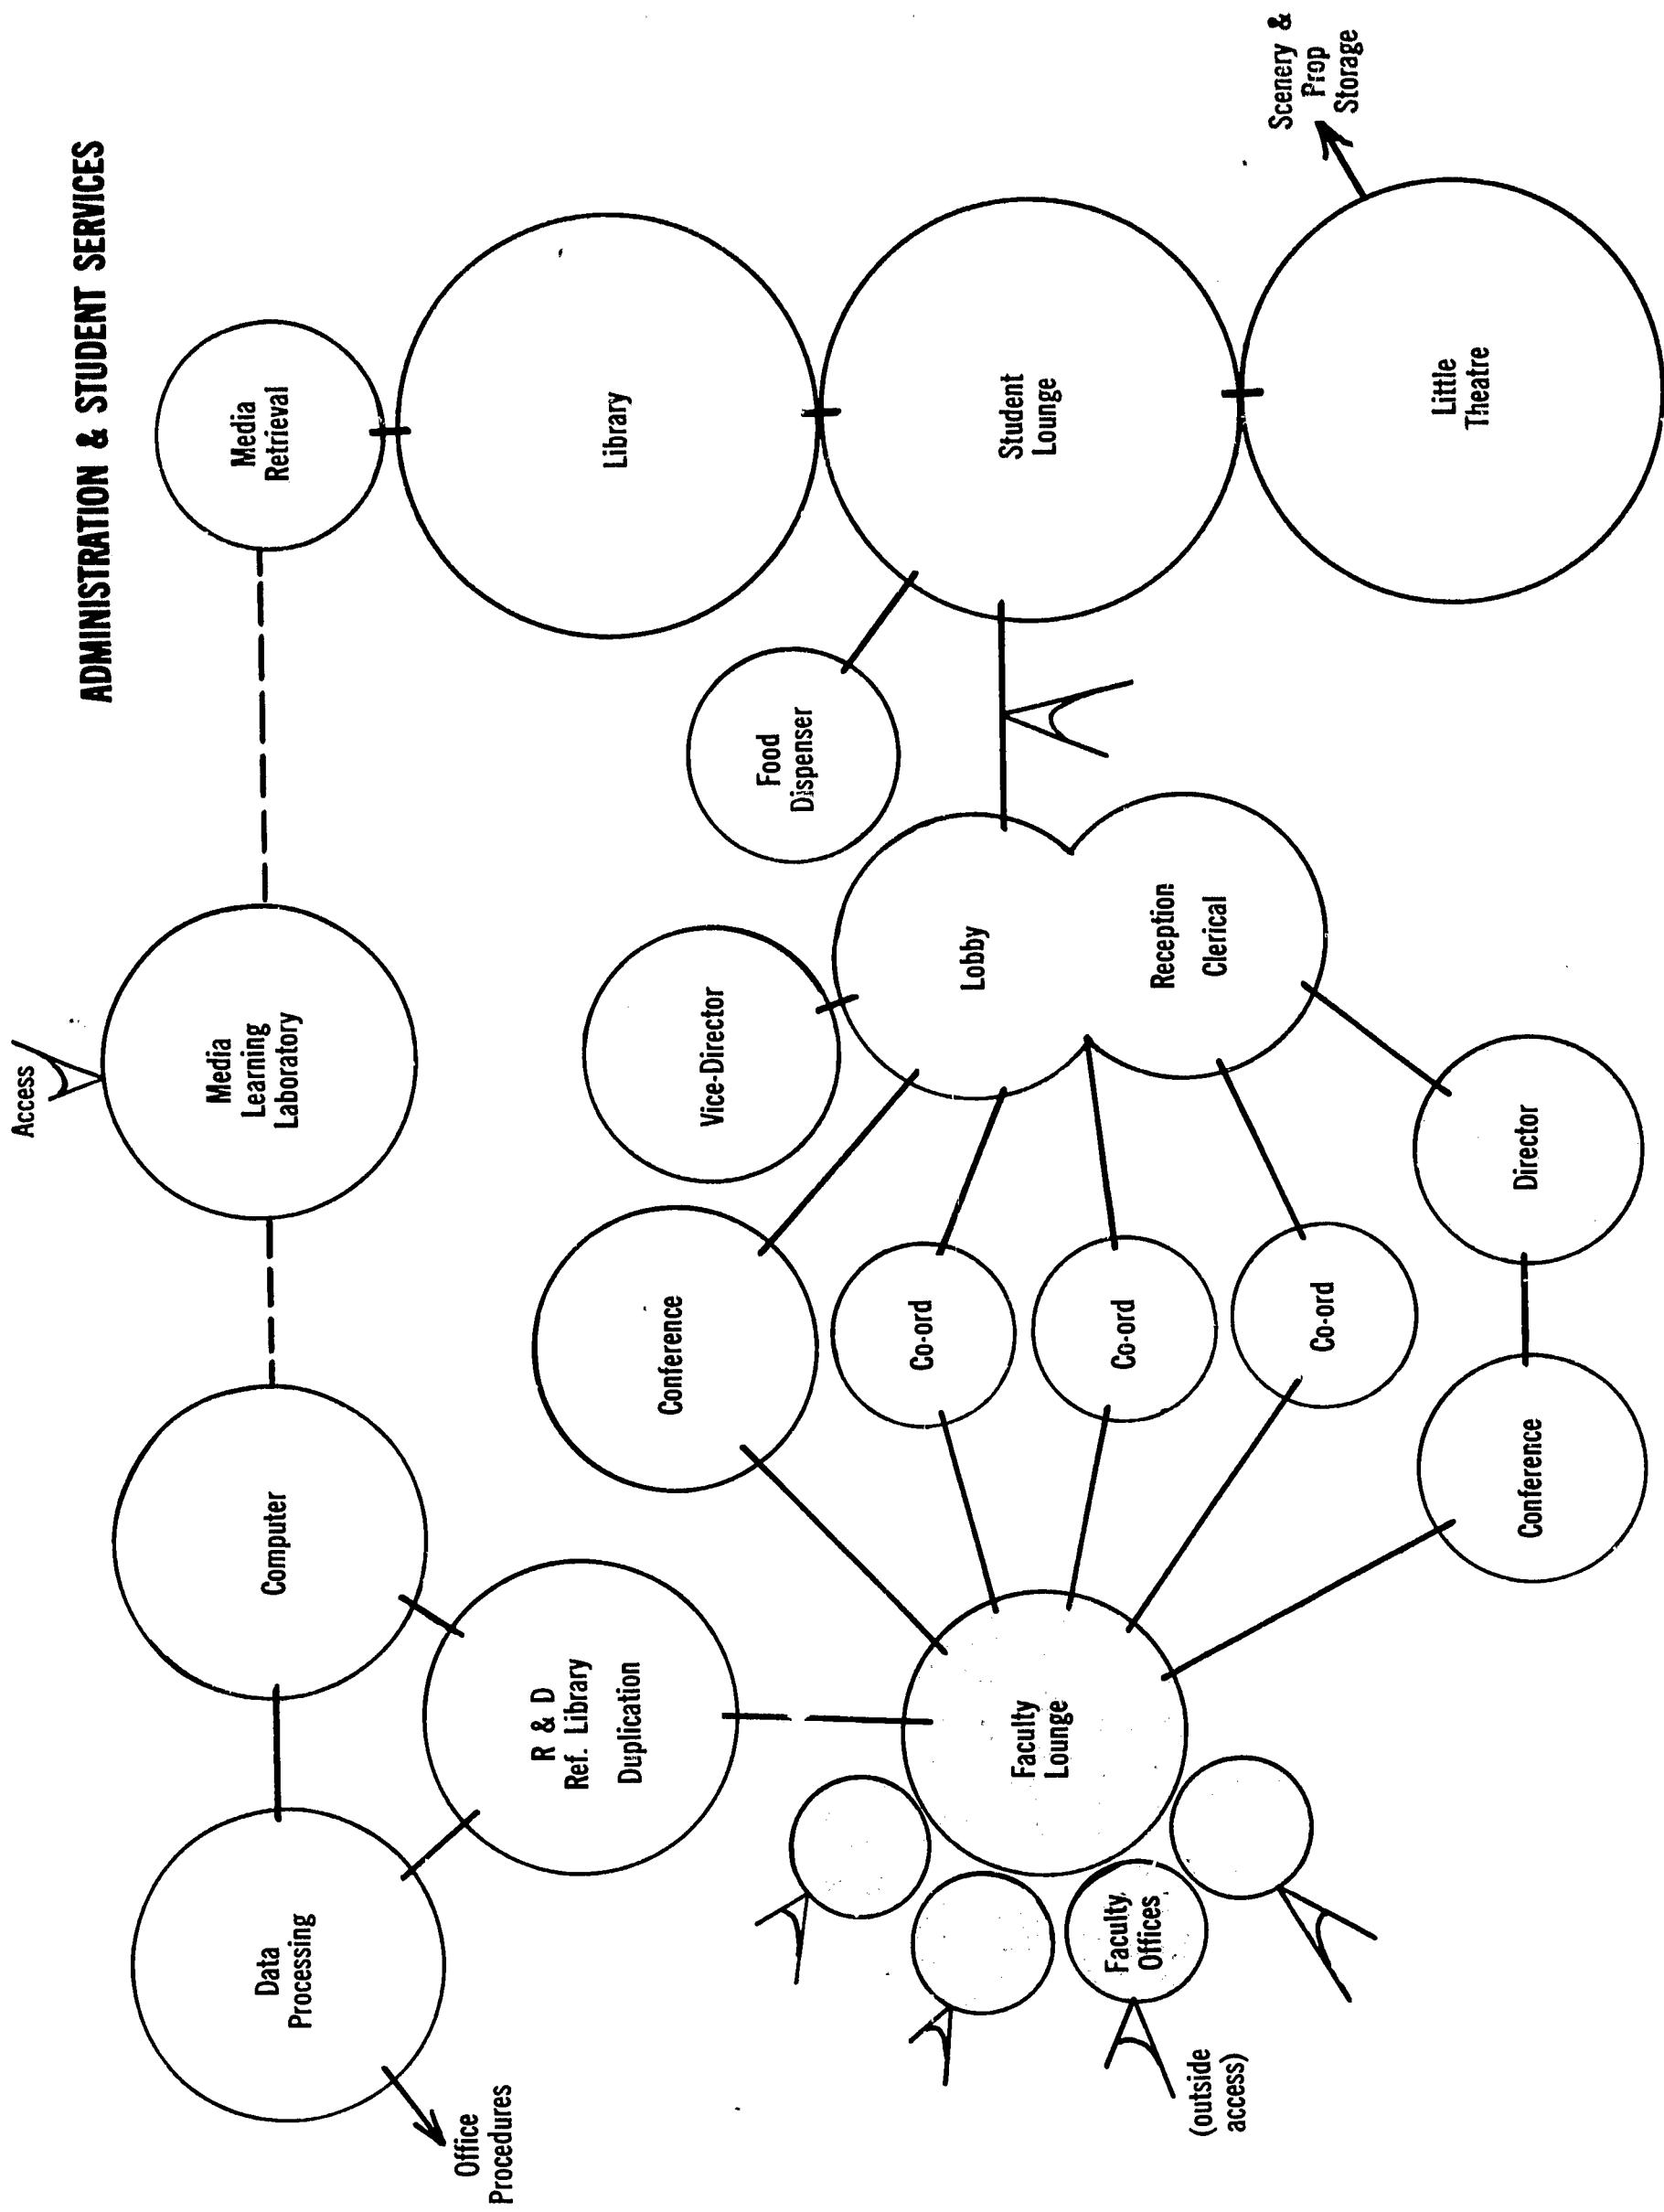 ADMINISTRATION & STUDENT SERVICES
Access
Media
Retrieval
Media
Learning
Laboratory
Computer
Data
Processing
Office
Procedures
R & D
Ref. Library
Duplication
Library
Food
Dispenser
Vice-Director
Conference
Student
Lounge
Lobby
Reception
Clerical
Co-ord
Co-ord
Co-ord
Faculty
Lounge
Faculty
Offices
(outside
access)
Director
Conference
Little
Theatre
Scenery &
Prop
Storage